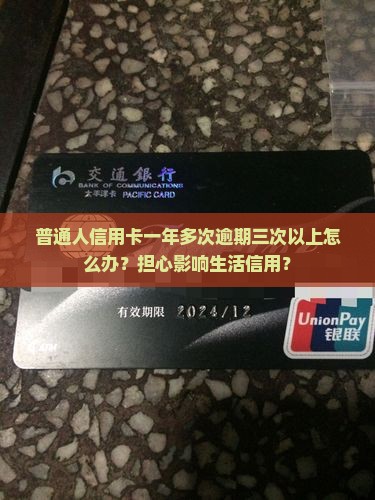 交通銀行
BANK OF COMMUNICATIONS
太平洋卡 PACIFIC CARD
普通人信用卡一年多次逾期三次以上怎
么办？担心影响生活信用？
有效期限 2024/12
ATM
UnionPay
银联